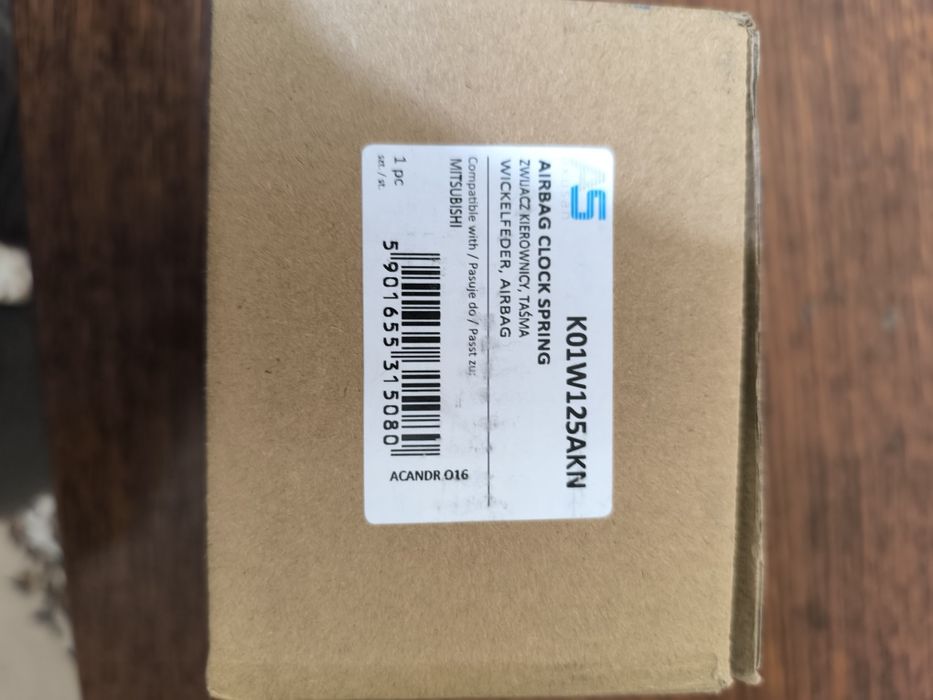 AS
K01W125AKN
AIRBAG CLOCK SPRING
ZWIJACZ KIEROWNICY, TAŚMA
WICKELFEDER, AIRBAG
Compatible with / Pasuje do / Passt zu:
MITSUBISHI
1 pc
szt. / st.
5 901655 315080
ACANDR O16